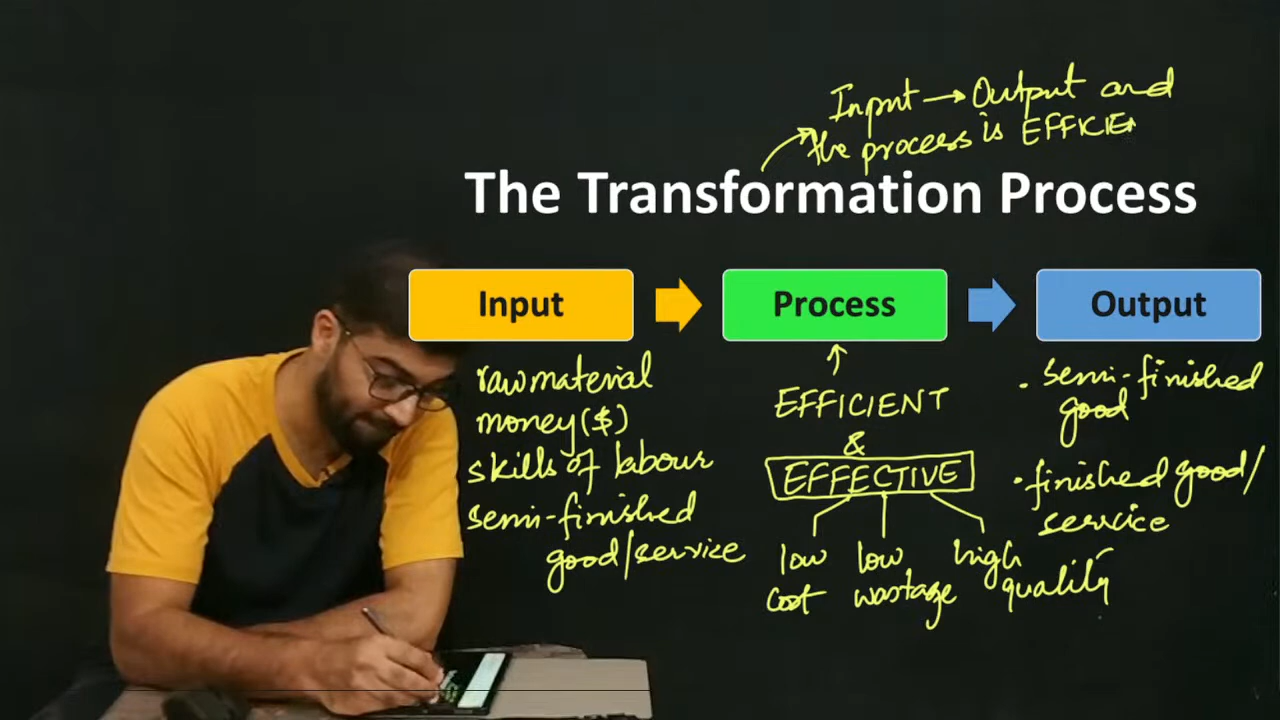 Input → Output and
the process is EFFICIEN
The Transformation Process
Input
Process
Output
raw material
money($)
skills of labour
semi-finished
good/service
EFFICIENT
&
EFFECTIVE
low
cost
low
wastage
high
quality
. semi-finished
good
. finished good/
service